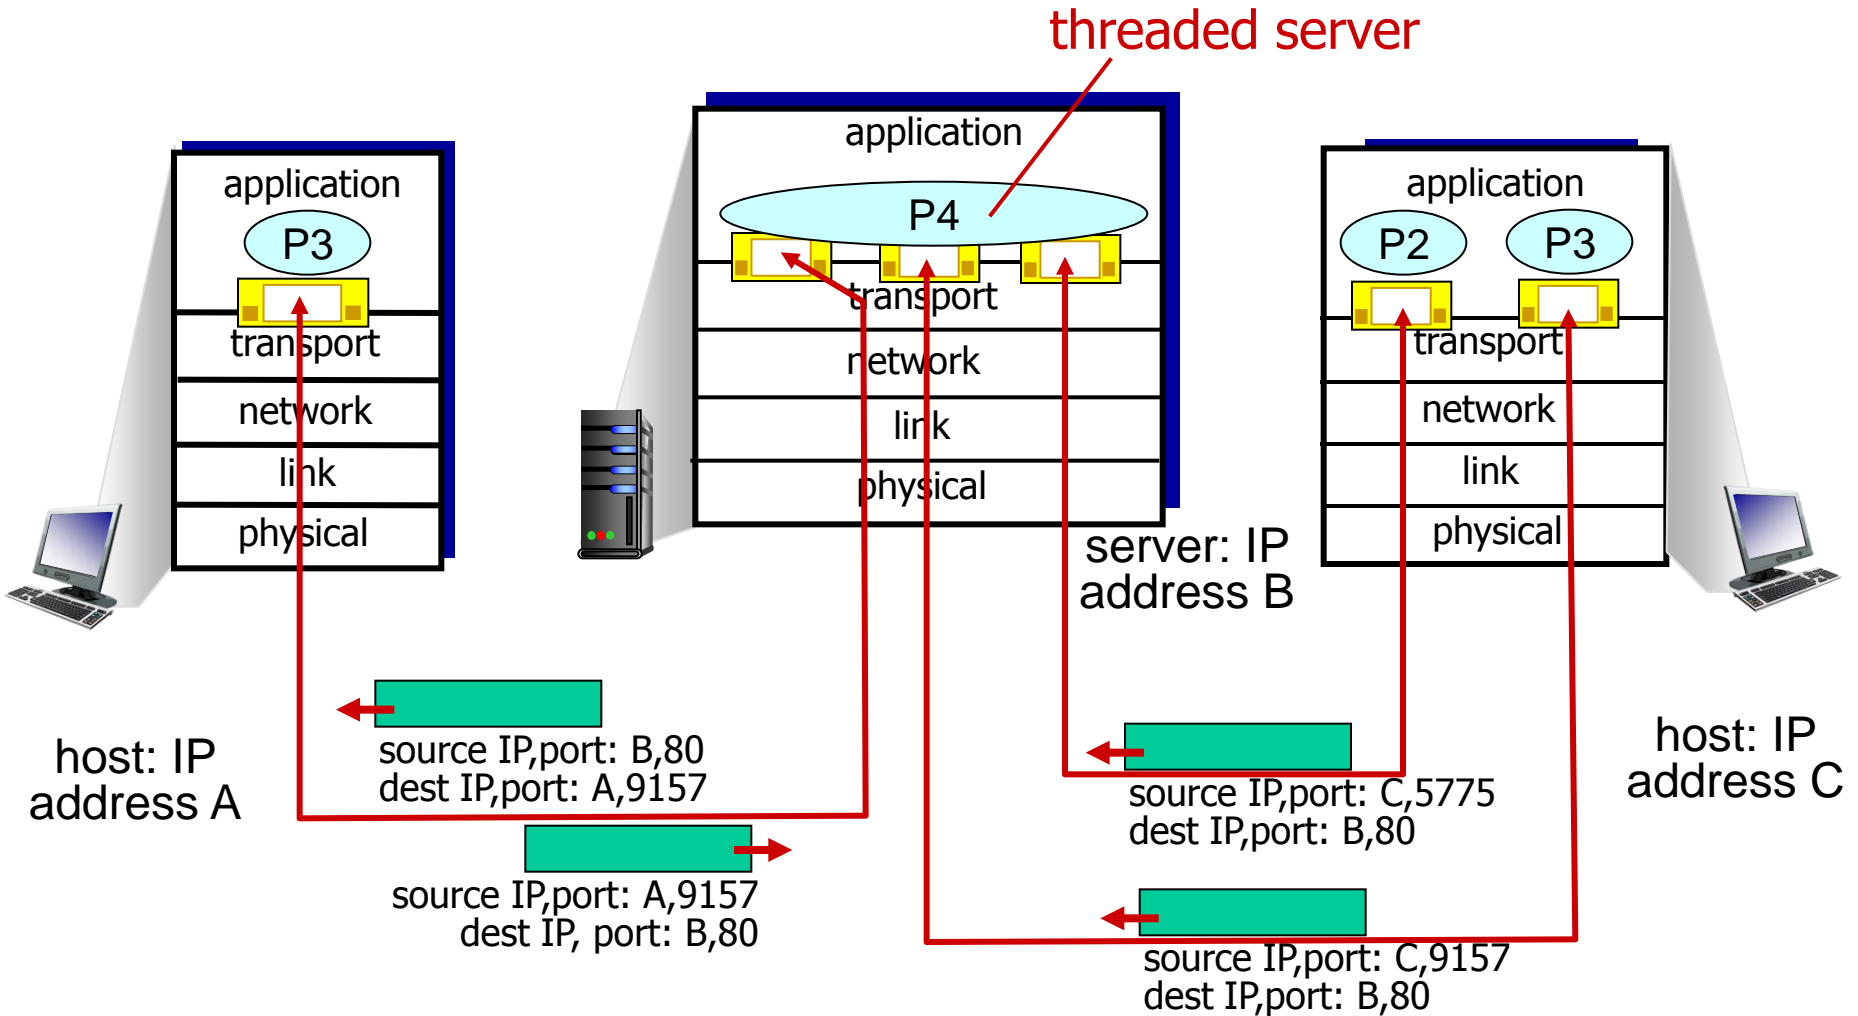 threaded server
application
P3
transport
network
link
physical
application
P4
transport
network
link
physical
application
P2
P3
transport
network
link
physical
server: IP
address B
host: IP
address A
source IP,port: B,80
dest IP,port: A,9157
source IP,port: A,9157
dest IP, port: B,80
source IP,port: C,5775
dest IP,port: B,80
source IP,port: C,9157
dest IP,port: B,80
host: IP
address C